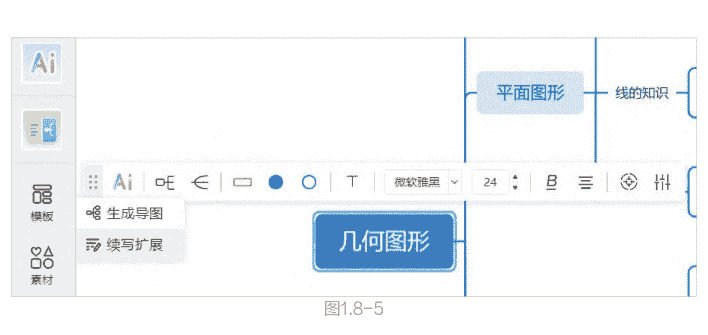 Ai
平面图形
线的知识
Ai
T
微软雅黑
24
B
模板
生成导图
续写扩展
几何图形
素材
图1.8-5